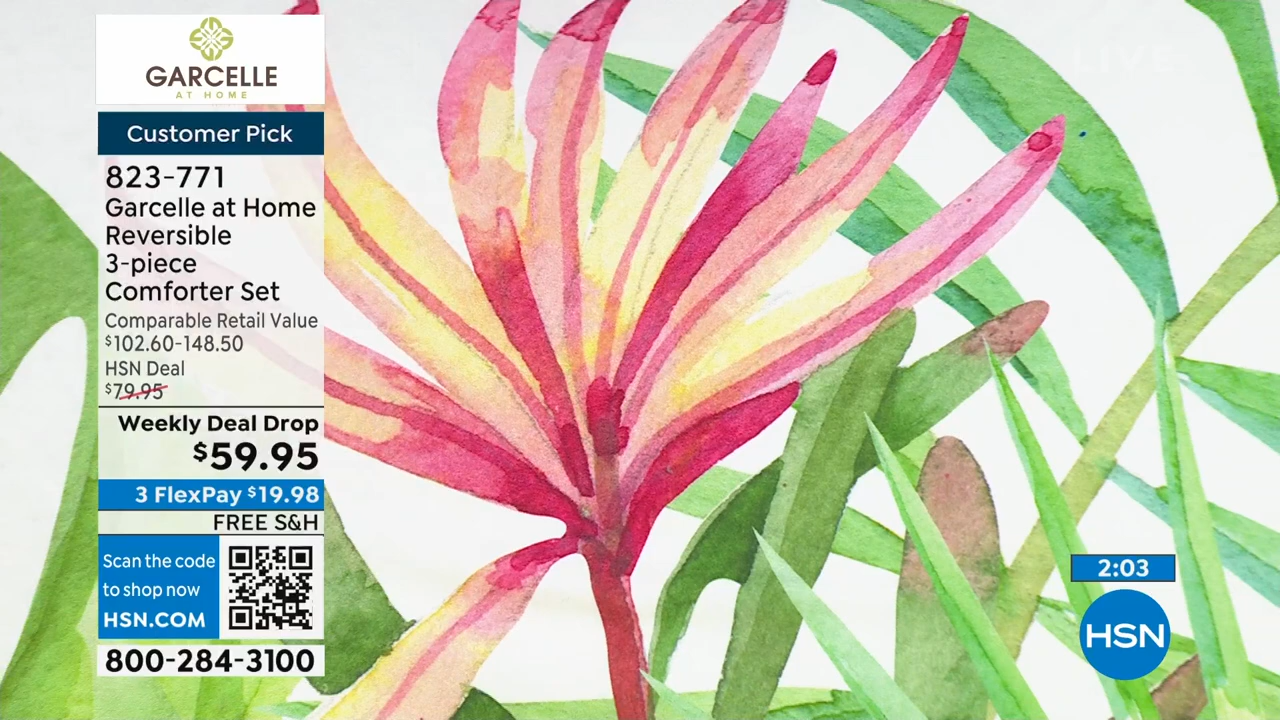 GARCELLE
AT HOME
Customer Pick
823-771
Garcelle at Home
Reversible
3-piece
Comforter Set
Comparable Retail Value
$102.60-148.50
HSN Deal
$79.95
Weekly Deal Drop
$59.95
3 FlexPay $19.98
FREE S&H
Scan the code
to shop now
HSN.COM
800-284-3100
LIVE
2:03
HSN